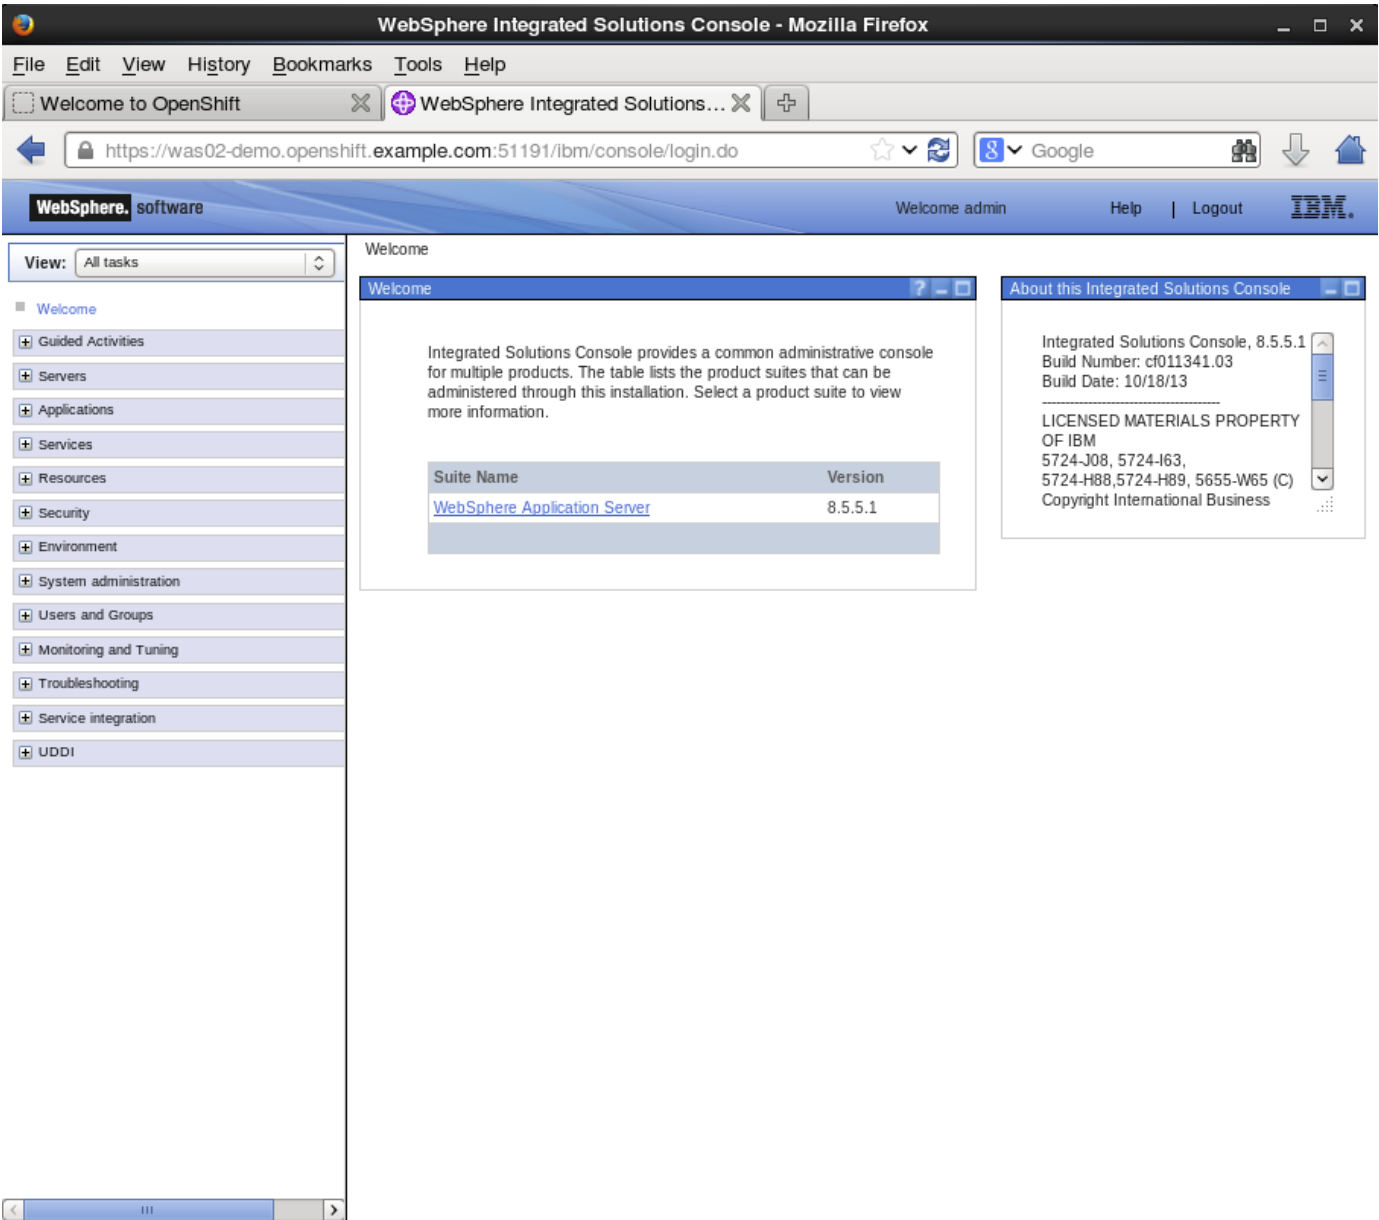 WebSphere Integrated Solutions Console - Mozilla Firefox
File Edit View History Bookmarks Tools Help
Welcome to OpenShift
WebSphere Integrated Solutions...
https://was02-demo.openshift.example.com:51191/ibm/console/login.do
8 Google
WebSphere. software
Welcome admin
Help | Logout
IBM.
View: All tasks
Welcome
Guided Activities
Servers
Applications
Services
Resources
Security
Environment
System administration
Users and Groups
Monitoring and Tuning
Troubleshooting
Service integration
UDDI
Welcome
Welcome
?
Integrated Solutions Console provides a common administrative console
for multiple products. The table lists the product suites that can be
administered through this installation. Select a product suite to view
more information.
Suite Name Version
WebSphere Application Server 8.5.5.1
About this Integrated Solutions Console
Integrated Solutions Console, 8.5.5.1
Build Number: cf011341.03
Build Date: 10/18/13
----------------------------------------
LICENSED MATERIALS PROPERTY
OF IBM
5724-J08, 5724-I63,
5724-H88,5724-H89, 5655-W65 (C)
Copyright International Business